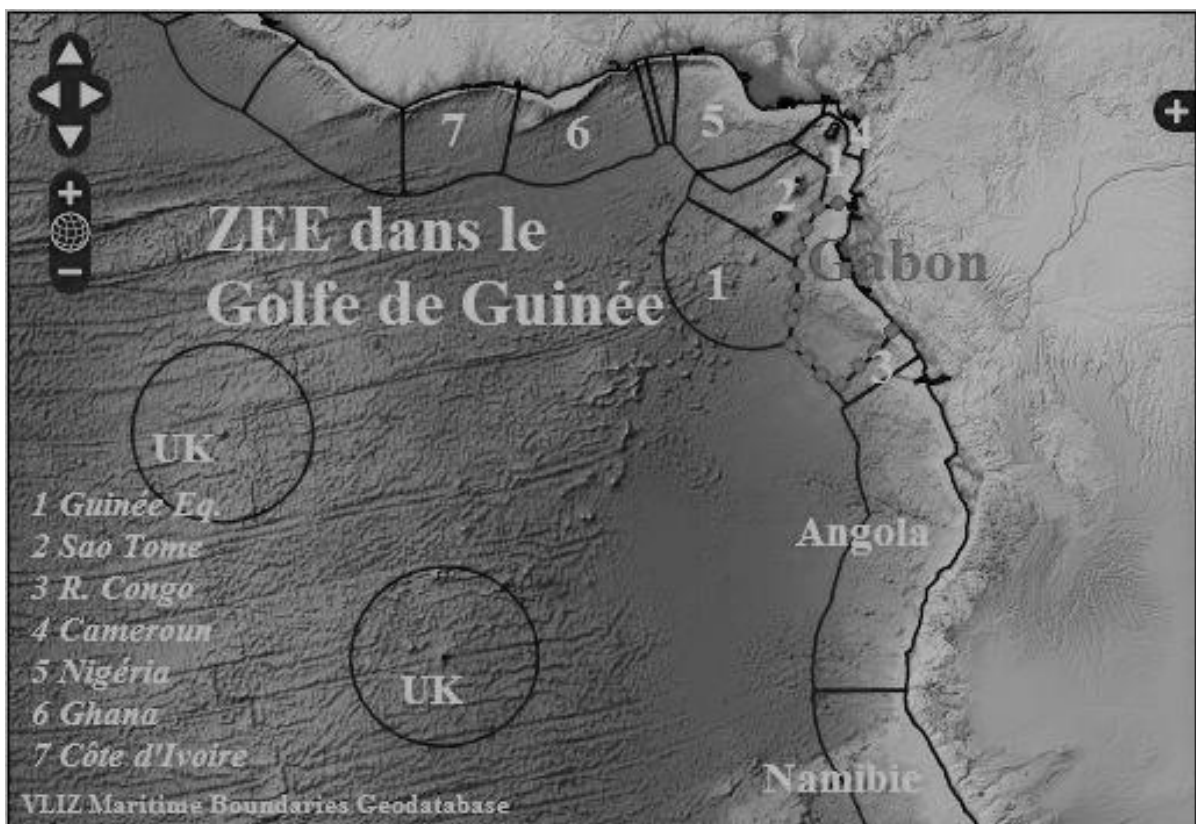 7
6
5
4
1
2
ZEE dans le
Golfe de Guinée
Gabon
1
3
UK
1 Guinée Eq.
2 Sao Tome
3 R. Congo
4 Cameroun
5 Nigéria
6 Ghana
7 Côte d'Ivoire
UK
Angola
Namibie
VLIZ Maritime Boundaries Geodatabase